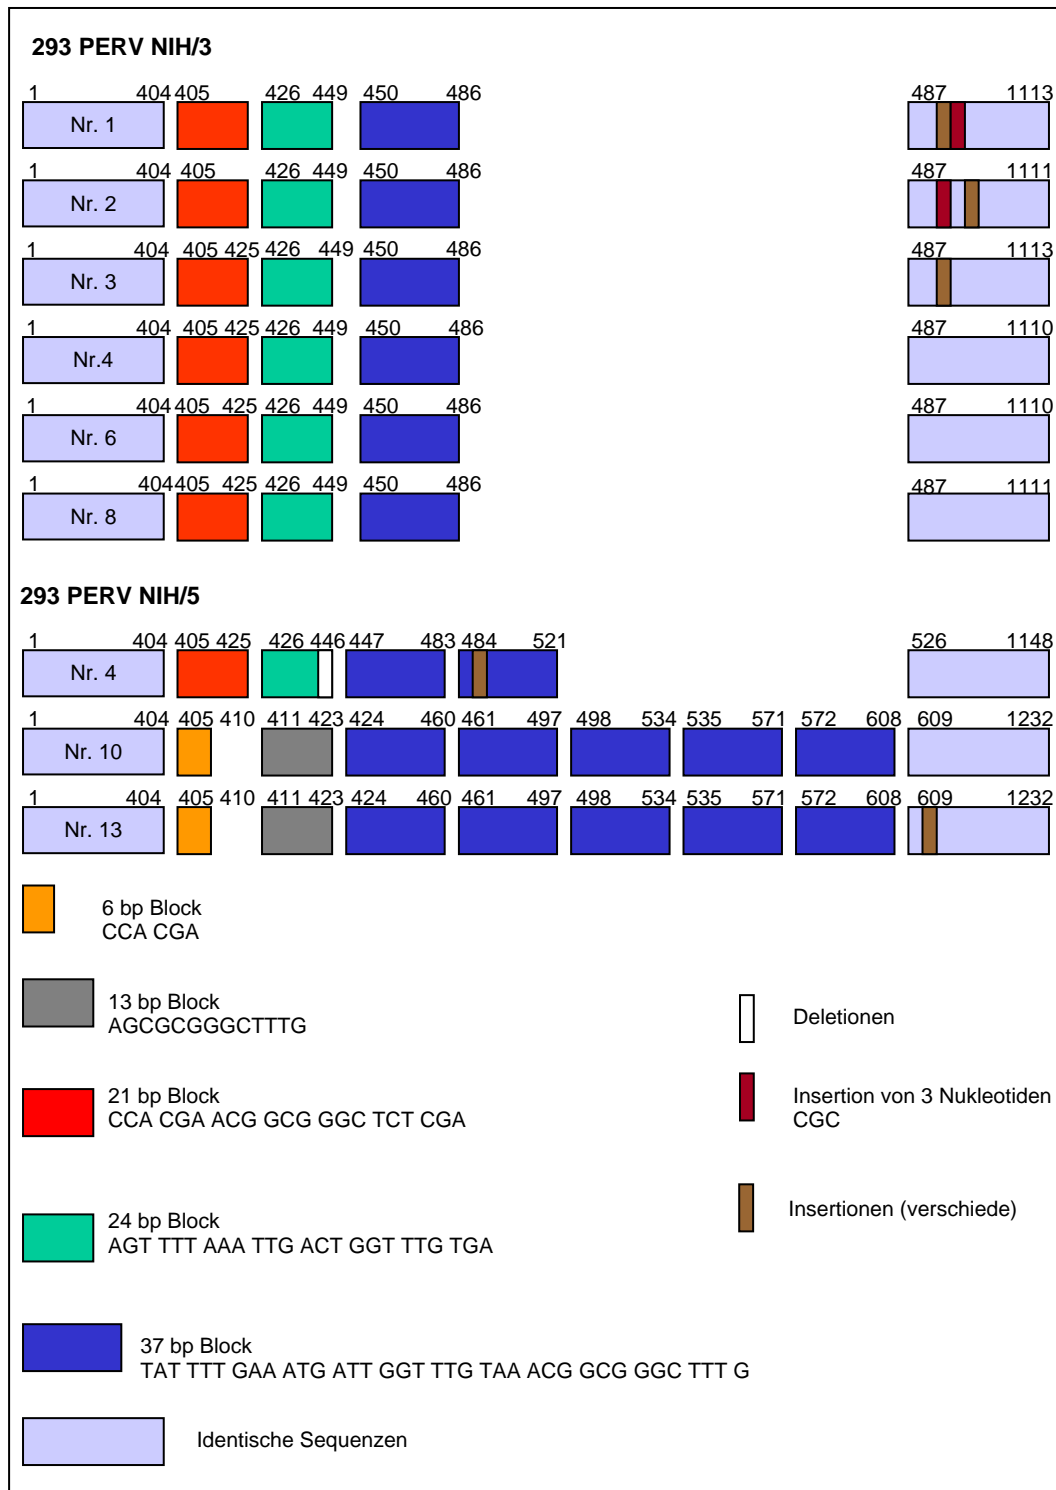 293 PERV NIH/3
1 404 405 426 449 450 486 487 1113
Nr. 1
1 404 405 426 449 450 486 487 1111
Nr. 2
1 404 405 425 426 449 450 486 487 1113
Nr. 3
1 404 405 425 426 449 450 486 487 1110
Nr.4
1 404 405 425 426 449 450 486 487 1110
Nr. 6
1 404 405 425 426 449 450 486 487 1111
Nr. 8
293 PERV NIH/5
1 404 405 425 426 446 447 483 484 521 526 1148
Nr. 4
1 404 405 410 411 423 424 460 461 497 498 534 535 571 572 608 609 1232
Nr. 10
1 404 405 410 411 423 424 460 461 497 498 534 535 571 572 608 609 1232
Nr. 13
6 bp Block
CCA CGA
13 bp Block
AGCGCGGGCTTTG
Deletionen
21 bp Block
CCA CGA ACG GCG GGC TCT CGA
Insertion von 3 Nukleotiden
CGC
24 bp Block
AGT TTT AAA TTG ACT GGT TTG TGA
Insertionen (verschiede)
37 bp Block
TAT TTT GAA ATG ATT GGT TTG TAA ACG GCG GGC TTT G
Identische Sequenzen